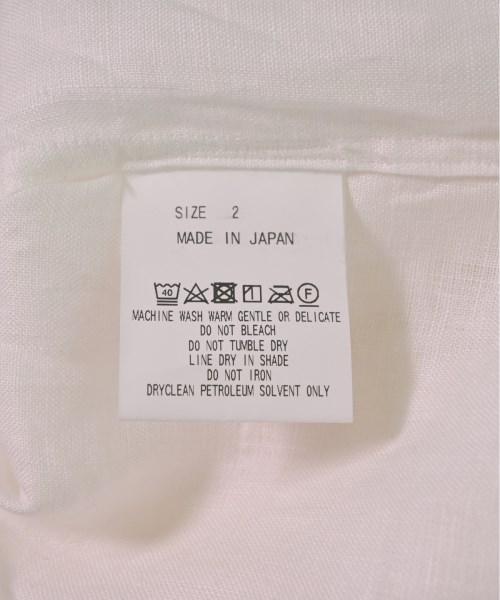 SIZE 2
MADE IN JAPAN
40 F
MACHINE WASH WARM GENTLE OR DELICATE
DO NOT BLEACH
DO NOT TUMBLE DRY
LINE DRY IN SHADE
DO NOT IRON
DRYCLEAN PETROLEUM SOLVENT ONLY